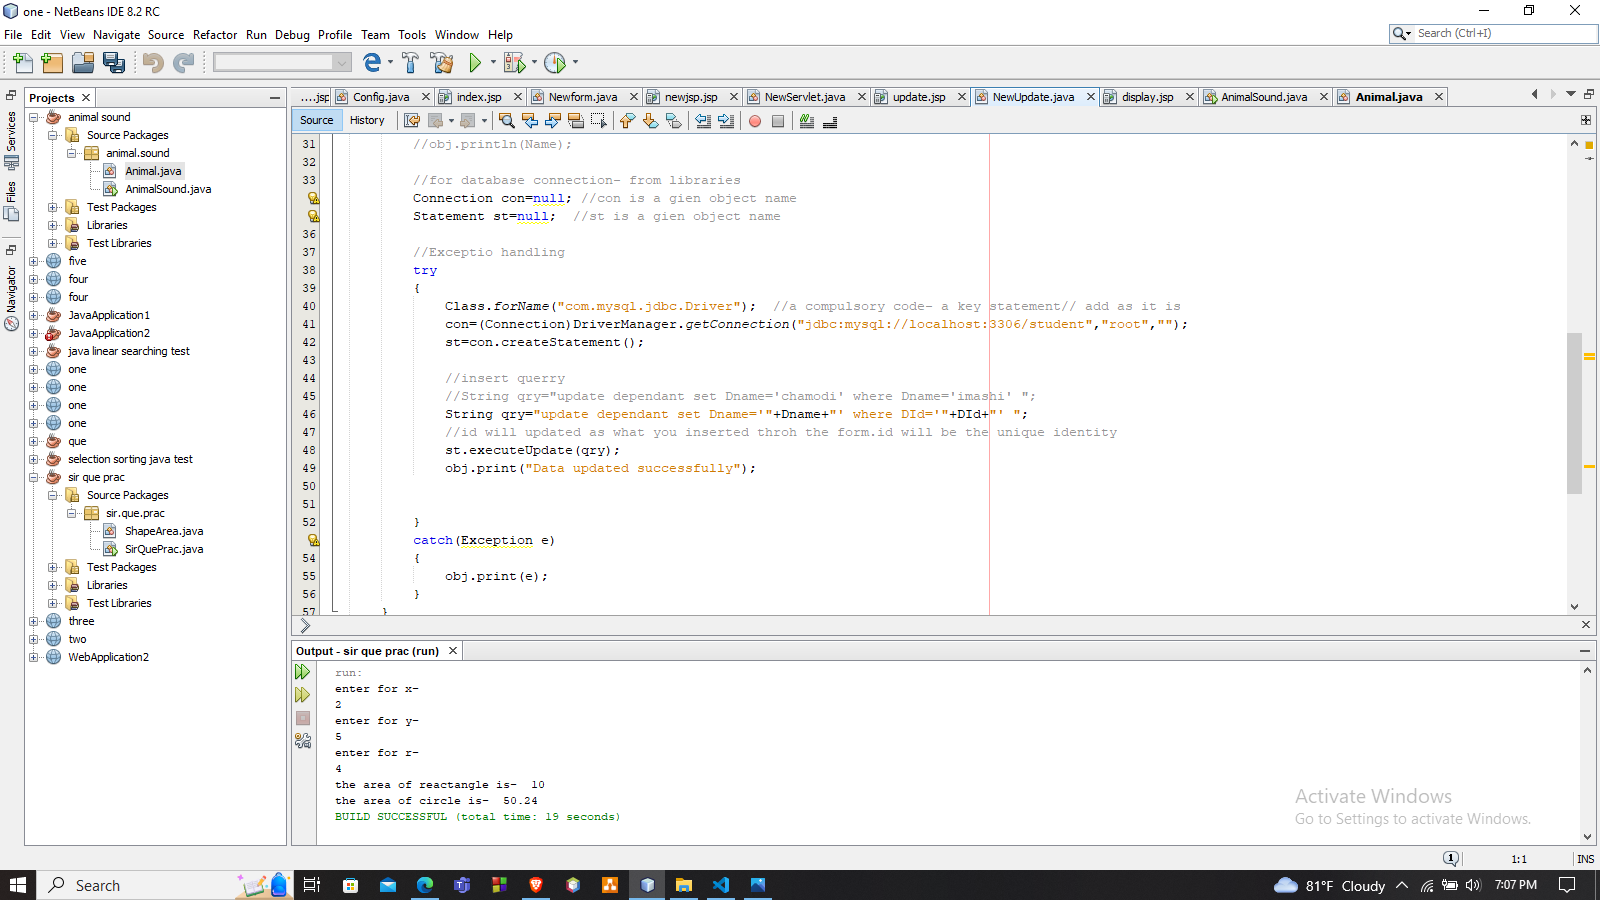 one - NetBeans IDE 8.2 RC
File Edit View Navigate Source Refactor Run Debug Profile Team Tools Window Help
Search (Ctrl+I)
Projects
....jsp Config.java index.jsp Newform.java newjsp.jsp NewServlet.java update.jsp NewUpdate.java display.jsp AnimalSound.java Animal.java
Source History
Services
Files
Navigator
animal sound
Source Packages
animal.sound
Animal.java
AnimalSound.java
Test Packages
Libraries
Test Libraries
five
four
four
JavaApplication1
JavaApplication2
java linear searching test
one
one
one
one
que
selection sorting java test
sir que prac
Source Packages
sir.que.prac
ShapeArea.java
SirQuePrac.java
Test Packages
Libraries
Test Libraries
three
two
WebApplication2
31 //obj.println(Name);
32
33 //for database connection- from libraries
Connection con=null; //con is a gien object name
Statement st=null; //st is a gien object name
36
37 //Exceptio handling
38 try
39 {
40 Class.forName("com.mysql.jdbc.Driver"); //a compulsory code- a key statement// add as it is
41 con=(Connection)DriverManager.getConnection("jdbc:mysql://localhost:3306/student","root","");
42 st=con.createStatement();
43
44 //insert querry
45 //String qry="update dependant set Dname='chamodi' where Dname='imashi' ";
46 String qry="update dependant set Dname='"+Dname+"' where DId='"+DId+"' ";
47 //id will updated as what you inserted throh the form.id will be the unique identity
48 st.executeUpdate(qry);
49 obj.print("Data updated successfully");
50
51
52 }
catch(Exception e)
54 {
55 obj.print(e);
56 }
57 }
Output - sir que prac (run)
run:
enter for x-
2
enter for y-
5
enter for r-
4
the area of reactangle is- 10
the area of circle is- 50.24
BUILD SUCCESSFUL (total time: 19 seconds)
Activate Windows
Go to Settings to activate Windows.
1 1:1 INS
Search 81°F Cloudy 7:07 PM